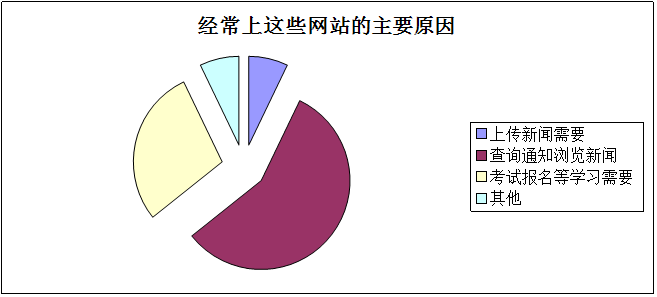 经常上这些网站的主要原因
上传新闻需要
查询通知浏览新闻
考试报名等学习需要
其他